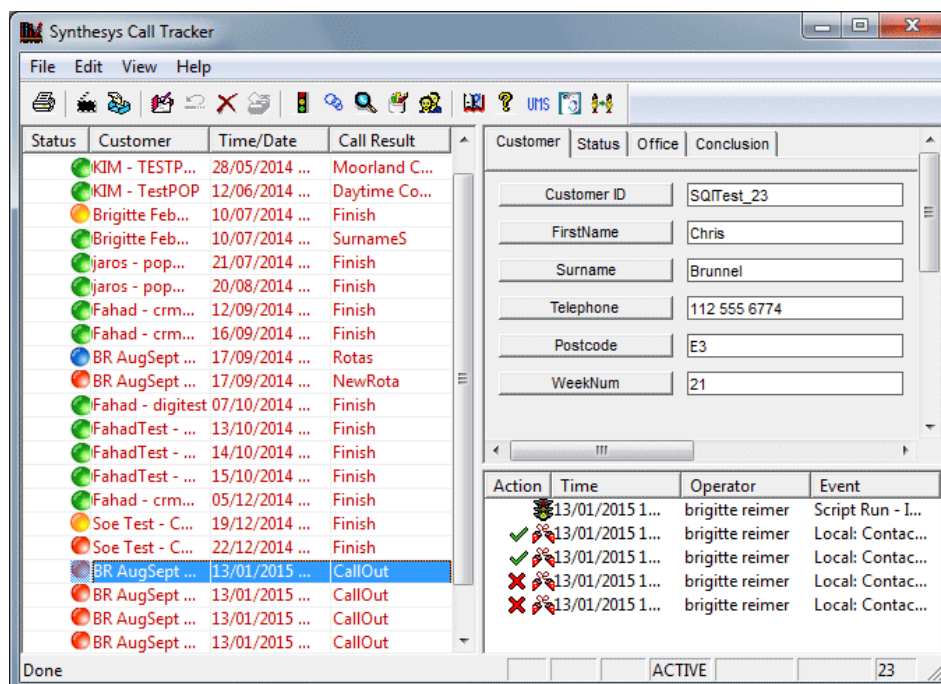 Synthesys Call Tracker
File Edit View Help
UMS
Status Customer Time/Date Call Result
KIM - TESTP... 28/05/2014 ... Moorland C...
KIM - TestPOP 12/06/2014 ... Daytime Co...
Brigitte Feb... 10/07/2014 ... Finish
Brigitte Feb... 10/07/2014 ... SurnameS
jaros - pop... 21/07/2014 ... Finish
jaros - pop... 20/08/2014 ... Finish
Fahad - crm... 12/09/2014 ... Finish
Fahad - crm... 16/09/2014 ... Finish
BR AugSept ... 17/09/2014 ... Rotas
BR AugSept ... 17/09/2014 ... NewRota
Fahad - digitest 07/10/2014 ... Finish
FahadTest - ... 13/10/2014 ... Finish
FahadTest - ... 14/10/2014 ... Finish
FahadTest - ... 15/10/2014 ... Finish
Fahad - crm... 05/12/2014 ... Finish
Soe Test - C... 19/12/2014 ... Finish
Soe Test - C... 22/12/2014 ... Finish
BR AugSept ... 13/01/2015 ... CallOut
BR AugSept ... 13/01/2015 ... CallOut
BR AugSept ... 13/01/2015 ... CallOut
BR AugSept ... 13/01/2015 ... CallOut
Customer Status Office Conclusion
Customer ID SQlTest_23
FirstName Chris
Surname Brunnel
Telephone 112 555 6774
Postcode E3
WeekNum 21
Action Time Operator Event
13/01/2015 1... brigitte reimer Script Run - I...
13/01/2015 1... brigitte reimer Local: Contac...
13/01/2015 1... brigitte reimer Local: Contac...
13/01/2015 1... brigitte reimer Local: Contac...
13/01/2015 1... brigitte reimer Local: Contac...
Done ACTIVE 23